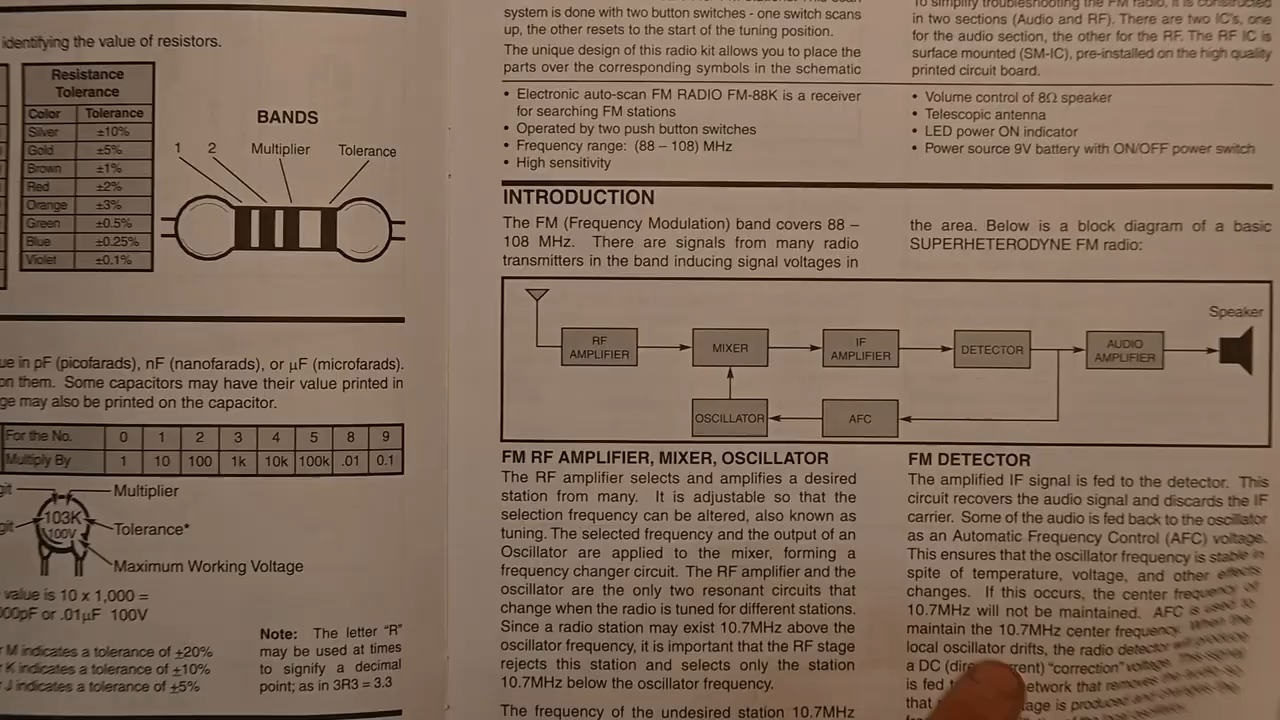 identifying the value of resistors.
Resistance
Tolerance
Color Tolerance
Silver ±10%
Gold ±5%
Brown ±1%
Red ±2%
Orange ±3%
Green ±0.5%
Blue ±0.25%
Violet ±0.1%
BANDS
1 2 Multiplier Tolerance
in pF (picofarads), nF (nanofarads), or μF (microfarads).
on them. Some capacitors may have their value printed in
may also be printed on the capacitor.
For the No. 0 1 2 3 4 5 8 9
Multiply By 1 10 100 1k 10k 100k .01 0.1
Multiplier
103K
100V
Tolerance*
Maximum Working Voltage
value is 10 x 1,000 =
or .01μF 100V
M indicates a tolerance of ±20%
K indicates a tolerance of ±10%
J indicates a tolerance of ±5%
Note: The letter “R”
may be used at times
to signify a decimal
point; as in 3R3 = 3.3
system is done with two button switches - one switch scans
up, the other resets to the start of the tuning position.
The unique design of this radio kit allows you to place the
parts over the corresponding symbols in the schematic
To simplify troubleshooting the FM radio, it is constructed
in two sections (Audio and RF). There are two IC's, one
for the audio section, the other for the RF. The RF IC is
surface mounted (SM-IC), pre-installed on the high quality
printed circuit board.
• Electronic auto-scan FM RADIO FM-88K is a receiver
for searching FM stations
• Operated by two push button switches
• Frequency range: (88 – 108) MHz
• High sensitivity
• Volume control of 8Ω speaker
• Telescopic antenna
• LED power ON indicator
• Power source 9V battery with ON/OFF power switch
INTRODUCTION
The FM (Frequency Modulation) band covers 88 –
108 MHz. There are signals from many radio
transmitters in the band inducing signal voltages in
the area. Below is a block diagram of a basic
SUPERHETERODYNE FM radio:
RF
AMPLIFIER
MIXER
IF
AMPLIFIER
DETECTOR
AUDIO
AMPLIFIER
Speaker
OSCILLATOR
AFC
FM RF AMPLIFIER, MIXER, OSCILLATOR
The RF amplifier selects and amplifies a desired
station from many. It is adjustable so that the
selection frequency can be altered, also known as
tuning. The selected frequency and the output of an
Oscillator are applied to the mixer, forming a
frequency changer circuit. The RF amplifier and the
oscillator are the only two resonant circuits that
change when the radio is tuned for different stations.
Since a radio station may exist 10.7MHz above the
oscillator frequency, it is important that the RF stage
rejects this station and selects only the station
10.7MHz below the oscillator frequency.
The frequency of the undesired station 10.7MHz
FM DETECTOR
The amplified IF signal is fed to the detector. This
circuit recovers the audio signal and discards the IF
carrier. Some of the audio is fed back to the oscillator
as an Automatic Frequency Control (AFC) voltage.
This ensures that the oscillator frequency is stable in
spite of temperature, voltage, and other effects
changes. If this occurs, the center frequency of
10.7MHz will not be maintained. AFC is used to
maintain the 10.7MHz center frequency. When the
local oscillator drifts, the radio detector will produce
a DC “correction” voltage.
is fed that removes the
that is produced and